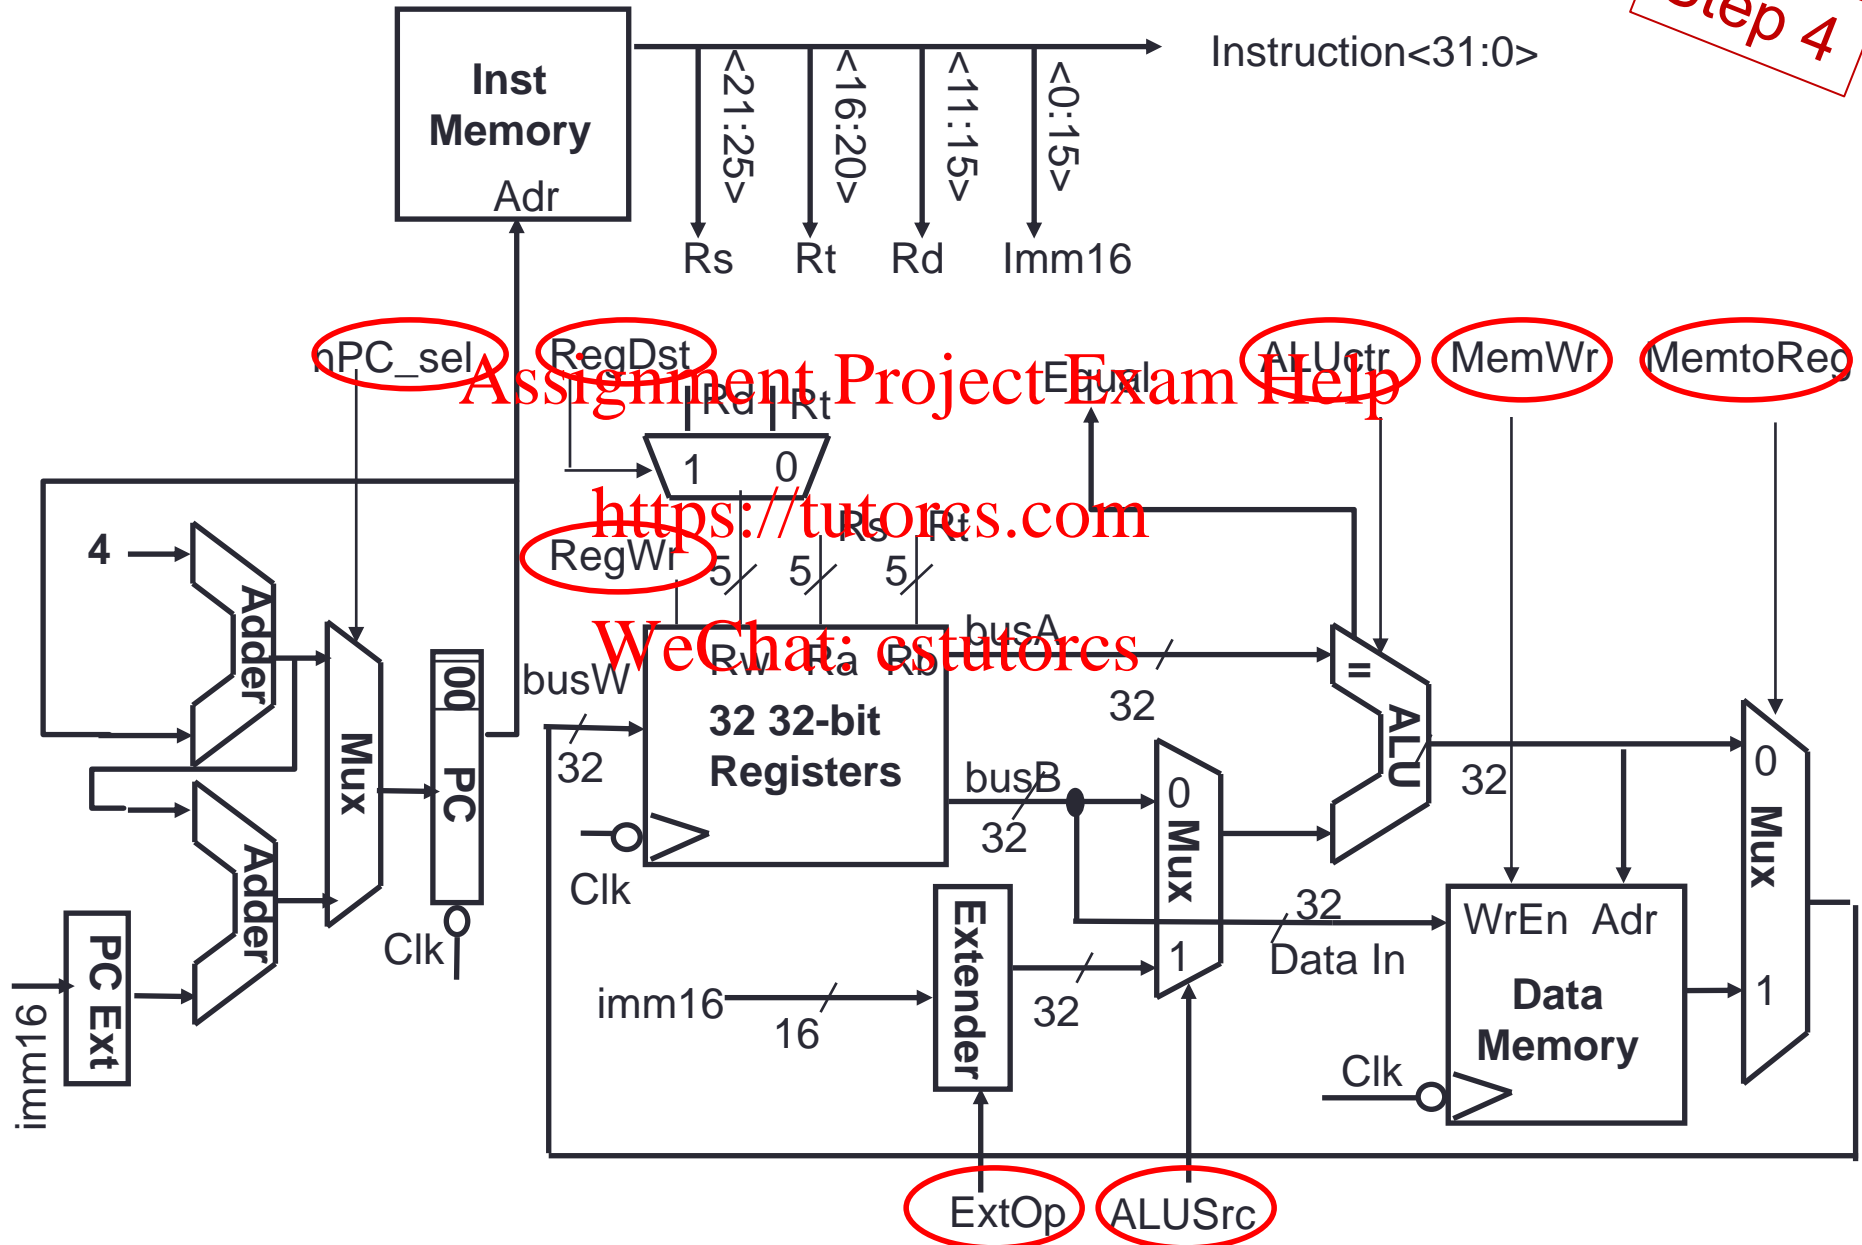 Step 4
Inst
Memory
Adr
Instruction<31:0>
<21:25>
<16:20>
<11:15>
<0:15>
Rs
Rt
Rd
Imm16
nPC_sel
RegDst
ALUctr
MemWr
MemtoReg
Equal
Assignment Project Exam Help
Rd
Rt
1
0
https://tutorcs.com
Rs
Rt
RegWr
5
5
5
4
Adder
WeChat: cstutorcs
busA
busW
Rw
Ra
Rb
32 32-bit
Registers
32
32
=
ALU
00
PC
Mux
busB
32
32
0
Mux
1
0
Mux
1
Clk
Adder
Clk
PC Ext
imm16
imm16
16
Extender
32
32
Data In
WrEn
Adr
Data
Memory
Clk
ExtOp
ALUSrc